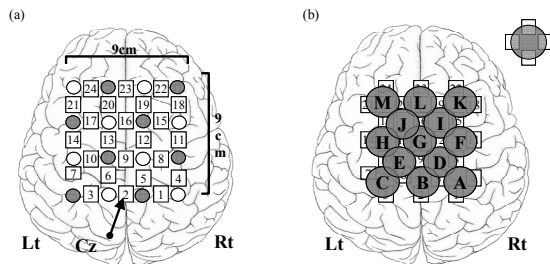 (a)
9cm
24 23 22
21 20 19 18
17 16 15
14 13 12 11
10 9 8
7 6 5 4
3 2 1
9cm
Cz
Lt Rt
(b)
M L K
J I
H G F
E D
C B A
Lt Rt